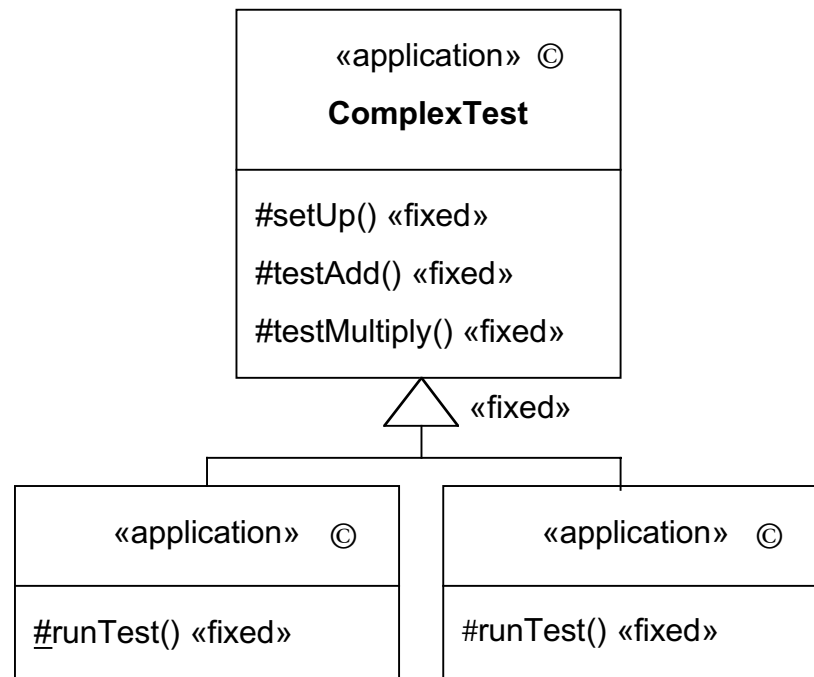 «application» ©
ComplexTest
#setUp() «fixed»
#testAdd() «fixed»
#testMultiply() «fixed»
«fixed»
«application» ©
#runTest() «fixed»
«application» ©
#runTest() «fixed»